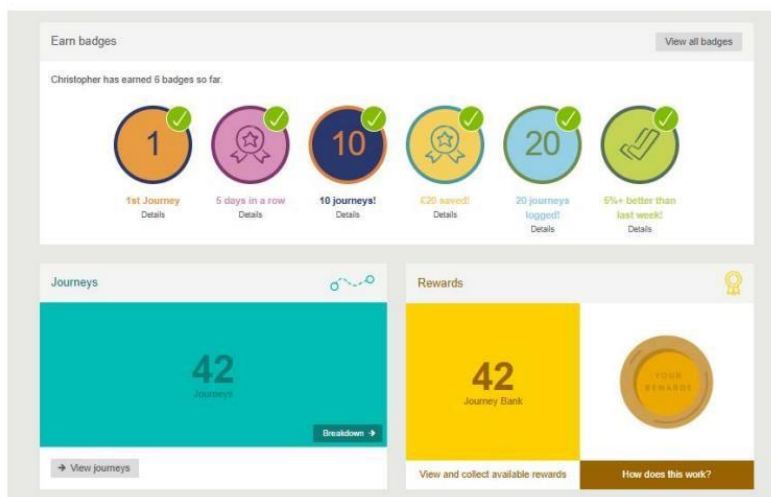 Earn badges
View all badges
Christopher has earned 6 badges so far.
1
10
20
1st Journey
5 days in a row
10 journeys!
£20 saved!
20 journeys
logged!
5%+ better than
last week!
Details
Details
Details
Details
Details
Details
Journeys
42
Journeys
Breakdown
View journeys
Rewards
42
Journey Bank
YOUR
REWARDS
View and collect available rewards
How does this work?